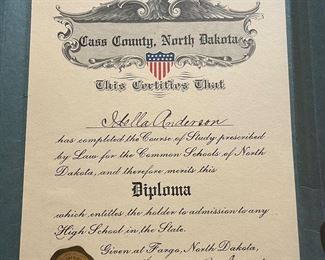 Cass County, North Dakota
This Certifies That
Stella Anderson
has completed the Course of Study prescribed
by Law for the Common Schools of North
Dakota, and therefore merits this
Diploma
which entitles the holder to admission to any
High School in the State.
Given at Fargo, North Dakota,